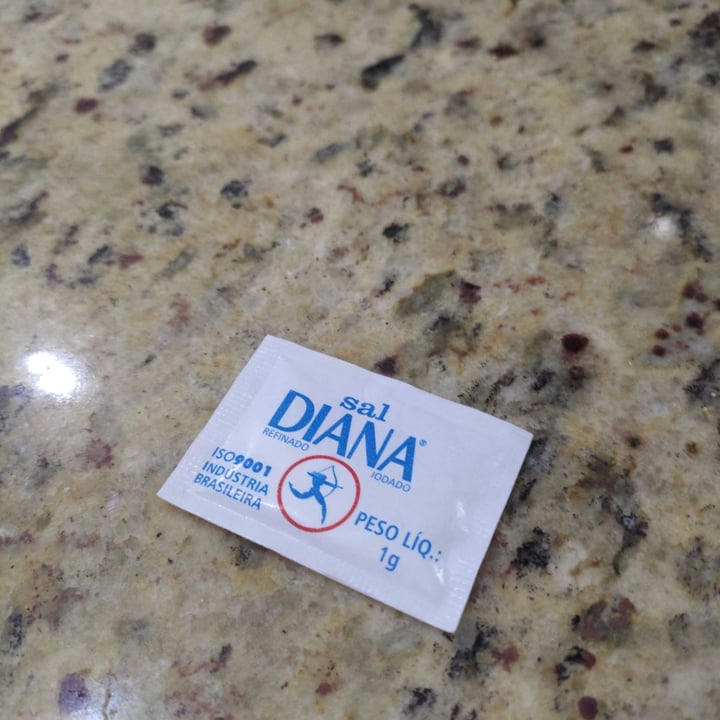 sal
DIANA®
REFINADO
IODADO
ISO9001
INDÚSTRIA
BRASILEIRA
PESO LÍQ.:
1g